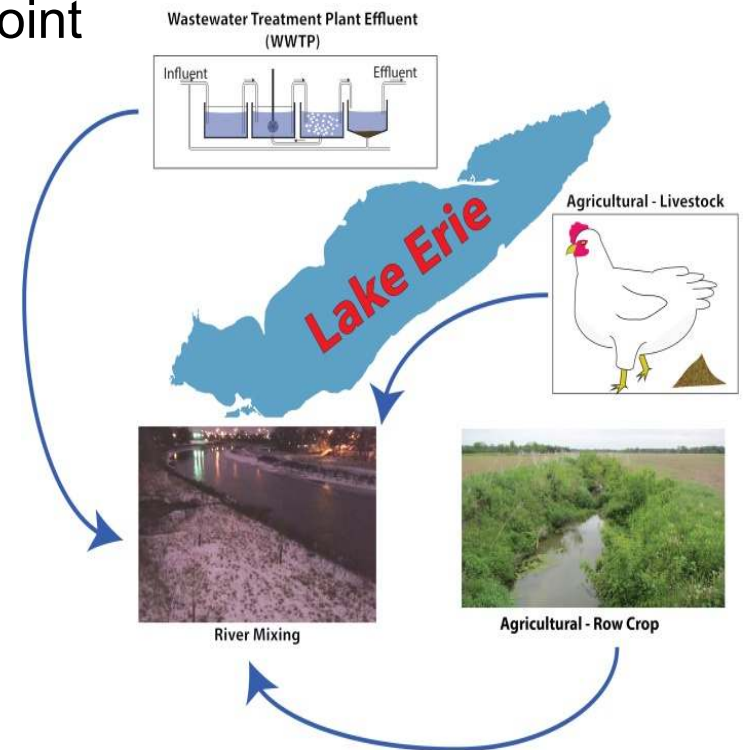 oint
Wastewater Treatment Plant Effluent
(WWTP)
Influent
Effluent
Agricultural - Livestock
Lake Erie
River Mixing
Agricultural - Row Crop